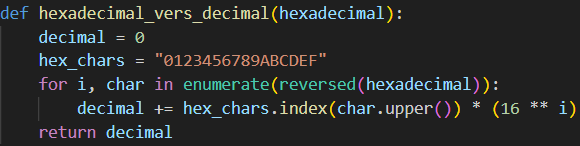 def hexadecimal_vers_decimal(hexadecimal):
    decimal = 0
    hex_chars = "0123456789ABCDEF"
    for i, char in enumerate(reversed(hexadecimal)):
        decimal += hex_chars.index(char.upper()) * (16 ** i)
    return decimal